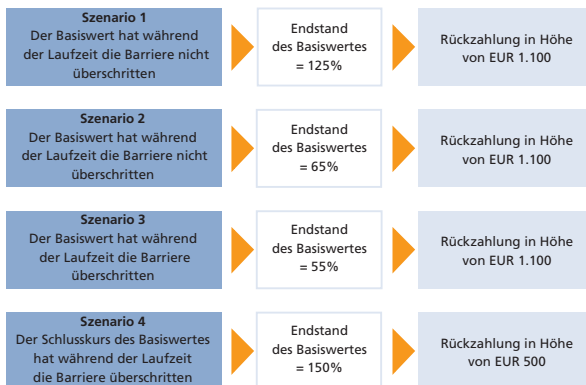 Szenario 1
Der Basiswert hat während
der Laufzeit die Barriere nicht
überschritten
Endstand
des Basiswertes
= 125%
Rückzahlung in Höhe
von EUR 1.100
Szenario 2
Der Basiswert hat während
der Laufzeit die Barriere nicht
überschritten
Endstand
des Basiswertes
= 65%
Rückzahlung in Höhe
von EUR 1.100
Szenario 3
Der Basiswert hat während
der Laufzeit die Barriere
überschritten
Endstand
des Basiswertes
= 55%
Rückzahlung in Höhe
von EUR 1.100
Szenario 4
Der Schlusskurs des Basiswertes
hat während der Laufzeit
die Barriere überschritten
Endstand
des Basiswertes
= 150%
Rückzahlung in Höhe
von EUR 500